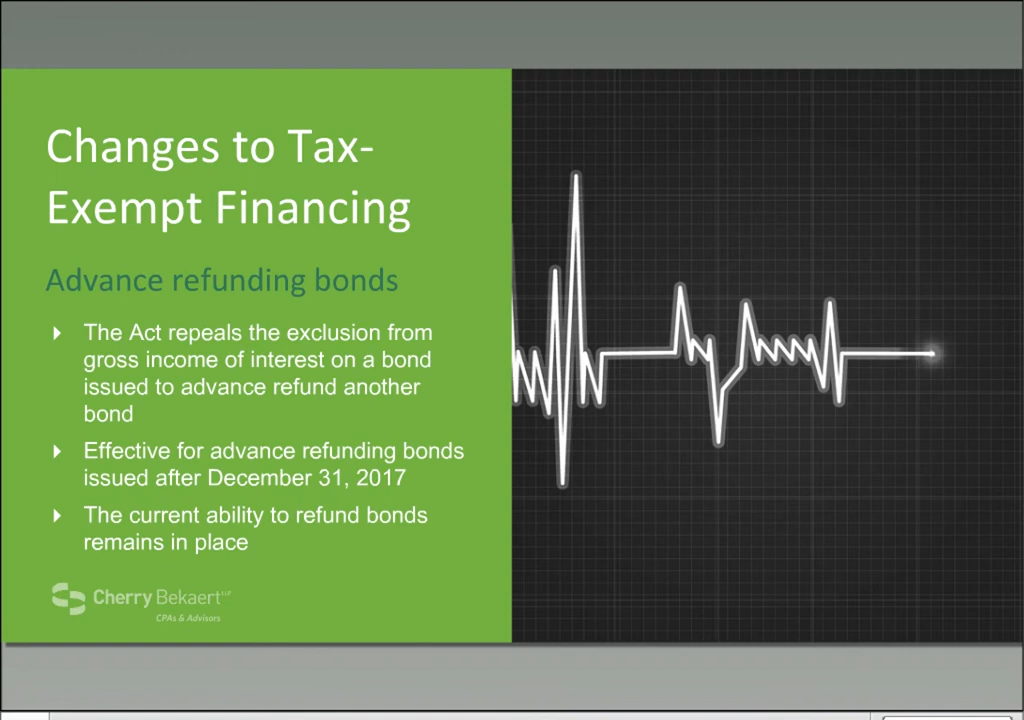 Changes to Tax-
Exempt Financing
Advance refunding bonds
The Act repeals the exclusion from
gross income of interest on a bond
issued to advance refund another
bond
Effective for advance refunding bonds
issued after December 31, 2017
The current ability to refund bonds
remains in place
Cherry Bekaert LLP
CPAs & Advisors